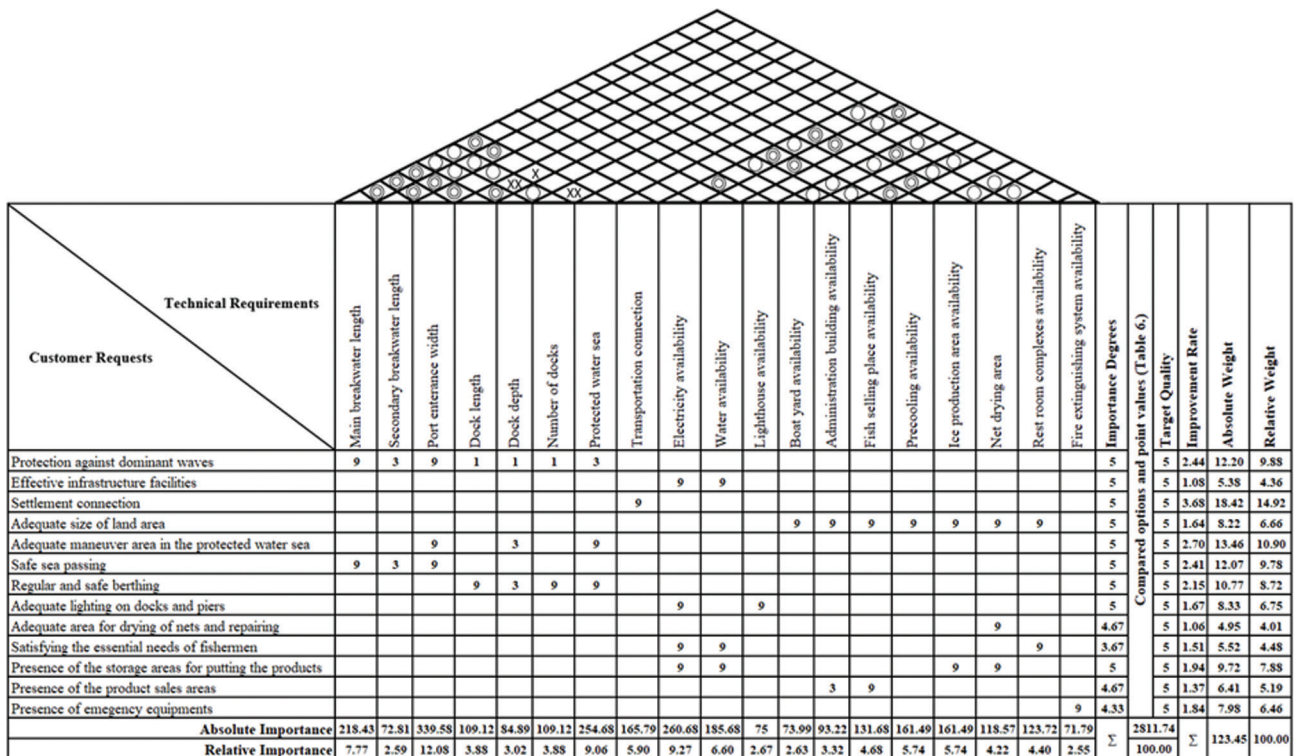 Technical Requirements
Customer Requests
Main breakwater length
Secondary breakwater length
Port enterance width
Dock length
Dock depth
Number of docks
Protected water sea
Transportation connection
Electricity availability
Water availability
Lighthouse availability
Boat yard availability
Administration building availability
Fish selling place availability
Precooling availability
Ice production area availability
Net drying area
Rest room complexes availability
Fire extinguishing system availability
Importance Degrees
Compared options and point values (Table 6.)
Target Quality
Improvement Rate
Absolute Weight
Relative Weight
X
XX
XX
Protection against dominant waves 9 3 9 1 1 1 3 5 5 2.44 12.20 9.88
Effective infrastructure facilities 9 9 5 5 1.08 5.38 4.36
Settlement connection 9 5 5 3.68 18.42 14.92
Adequate size of land area 9 9 9 9 9 9 9 5 5 1.64 8.22 6.66
Adequate maneuver area in the protected water sea 9 3 9 5 5 2.70 13.46 10.90
Safe sea passing 9 3 9 5 5 2.41 12.07 9.78
Regular and safe berthing 9 3 9 9 5 5 2.15 10.77 8.72
Adequate lighting on docks and piers 9 9 5 5 1.67 8.33 6.75
Adequate area for drying of nets and repairing 9 4.67 5 1.06 4.95 4.01
Satisfying the essential needs of fishermen 9 9 9 3.67 5 1.51 5.52 4.48
Presence of the storage areas for putting the products 9 9 9 9 5 5 1.94 9.72 7.88
Presence of the product sales areas 3 9 4.67 5 1.37 6.41 5.19
Presence of emegency equipments 9 4.33 5 1.84 7.98 6.46
Absolute Importance 218.43 72.81 339.58 109.12 84.89 109.12 254.68 165.79 260.68 185.68 75 73.99 93.22 131.68 161.49 161.49 118.57 123.72 71.79 Σ 2811.74 Σ 123.45 100.00
Relative Importance 7.77 2.59 12.08 3.88 3.02 3.88 9.06 5.90 9.27 6.60 2.67 2.63 3.32 4.68 5.74 5.74 4.22 4.40 2.55 100.00